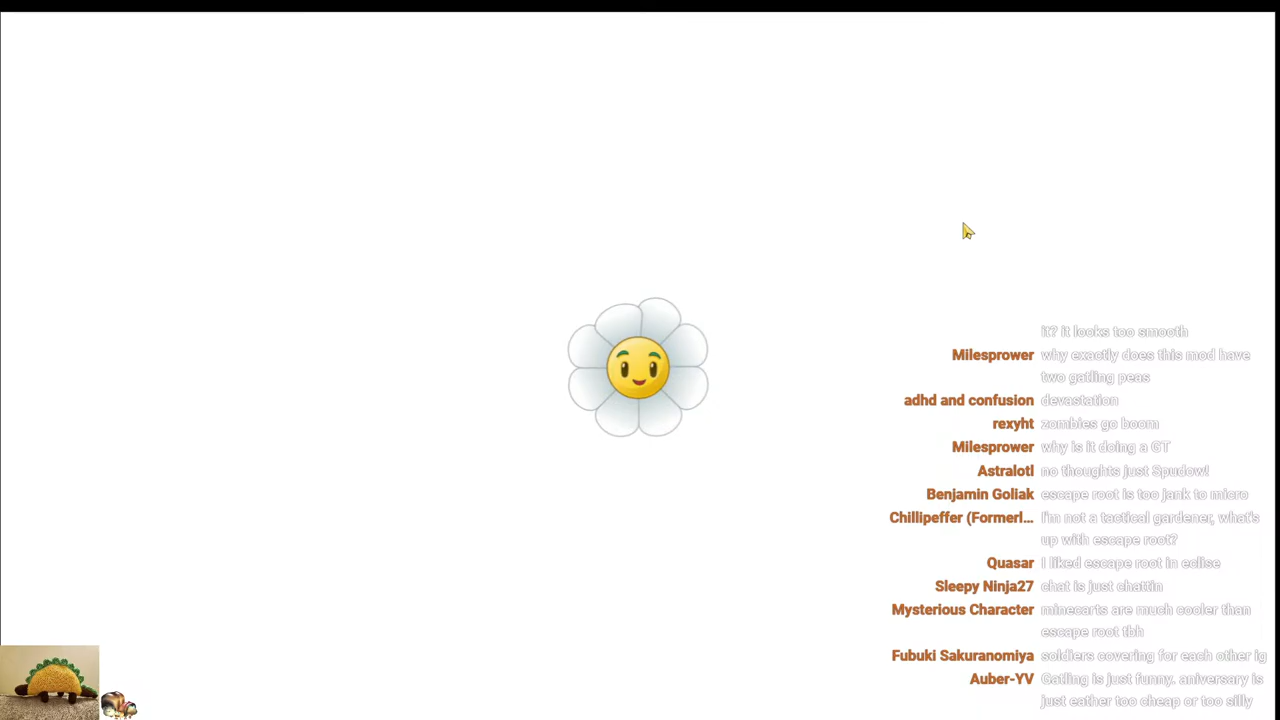 it? it looks too smooth
Milesprower why exactly does this mod have
two gatling peas
adhd and confusion devastation
rexyht zombies go boom
Milesprower why is it doing a GT
Astralotl no thoughts just Spudow!
Benjamin Goliak escape root is too jank to micro
Chillipeffer (Formerl... I'm not a tactical gardener, what's
up with escape root?
Quasar I liked escape root in eclise
Sleepy Ninja27 chat is just chattin
Mysterious Character minecarts are much cooler than
escape root tbh
Fubuki Sakuranomiya soldiers covering for each other ig
Auber-YV Gatling is just funny. aniversary is
just eather too cheap or too silly